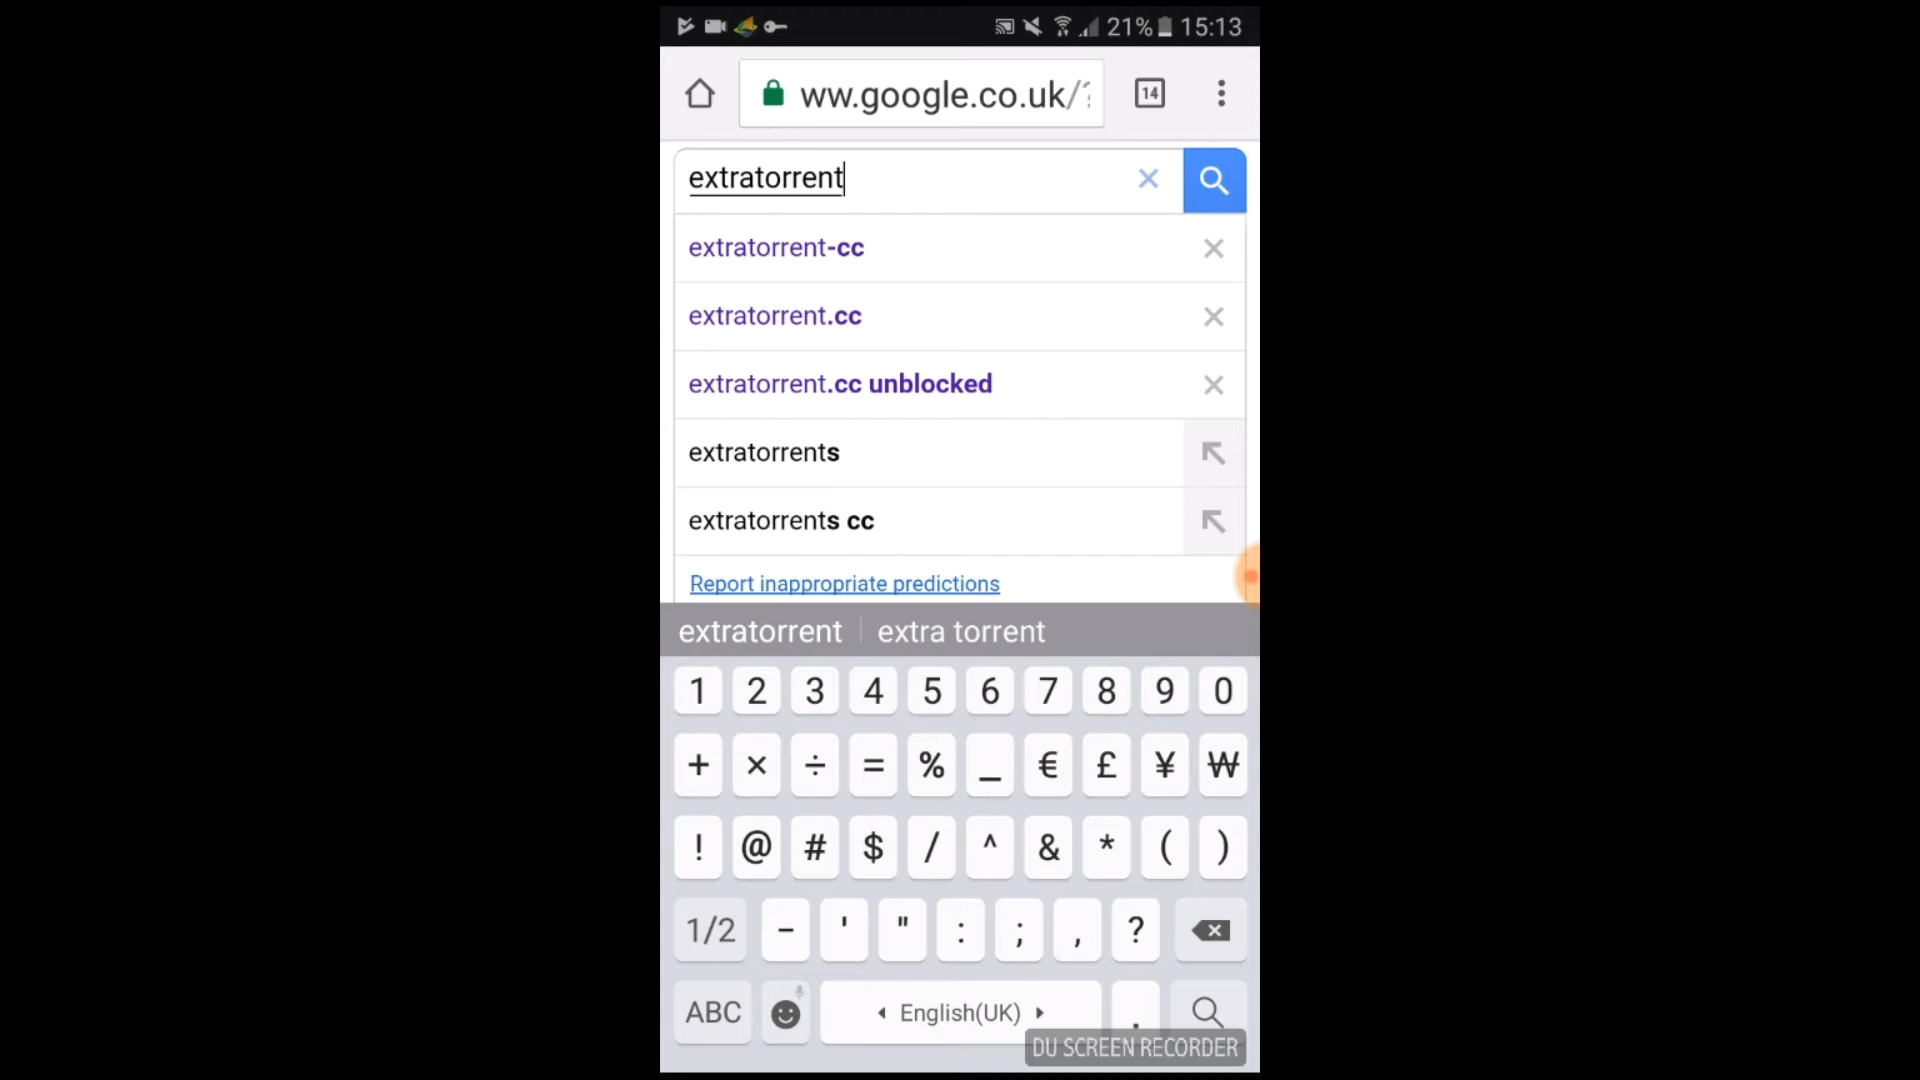 21% 15:13
ww.google.co.uk/?
14
extratorrent
extratorrent-cc
extratorrent.cc
extratorrent.cc unblocked
extratorrents
extratorrents cc
Report inappropriate predictions
extratorrent extra torrent
1 2 3 4 5 6 7 8 9 0
+ × ÷ = % _ € £ ¥ ₩
! @ # $ / ^ & * ( )
1/2 - ' " : ; , ?
ABC English(UK) .
DU SCREEN RECORDER